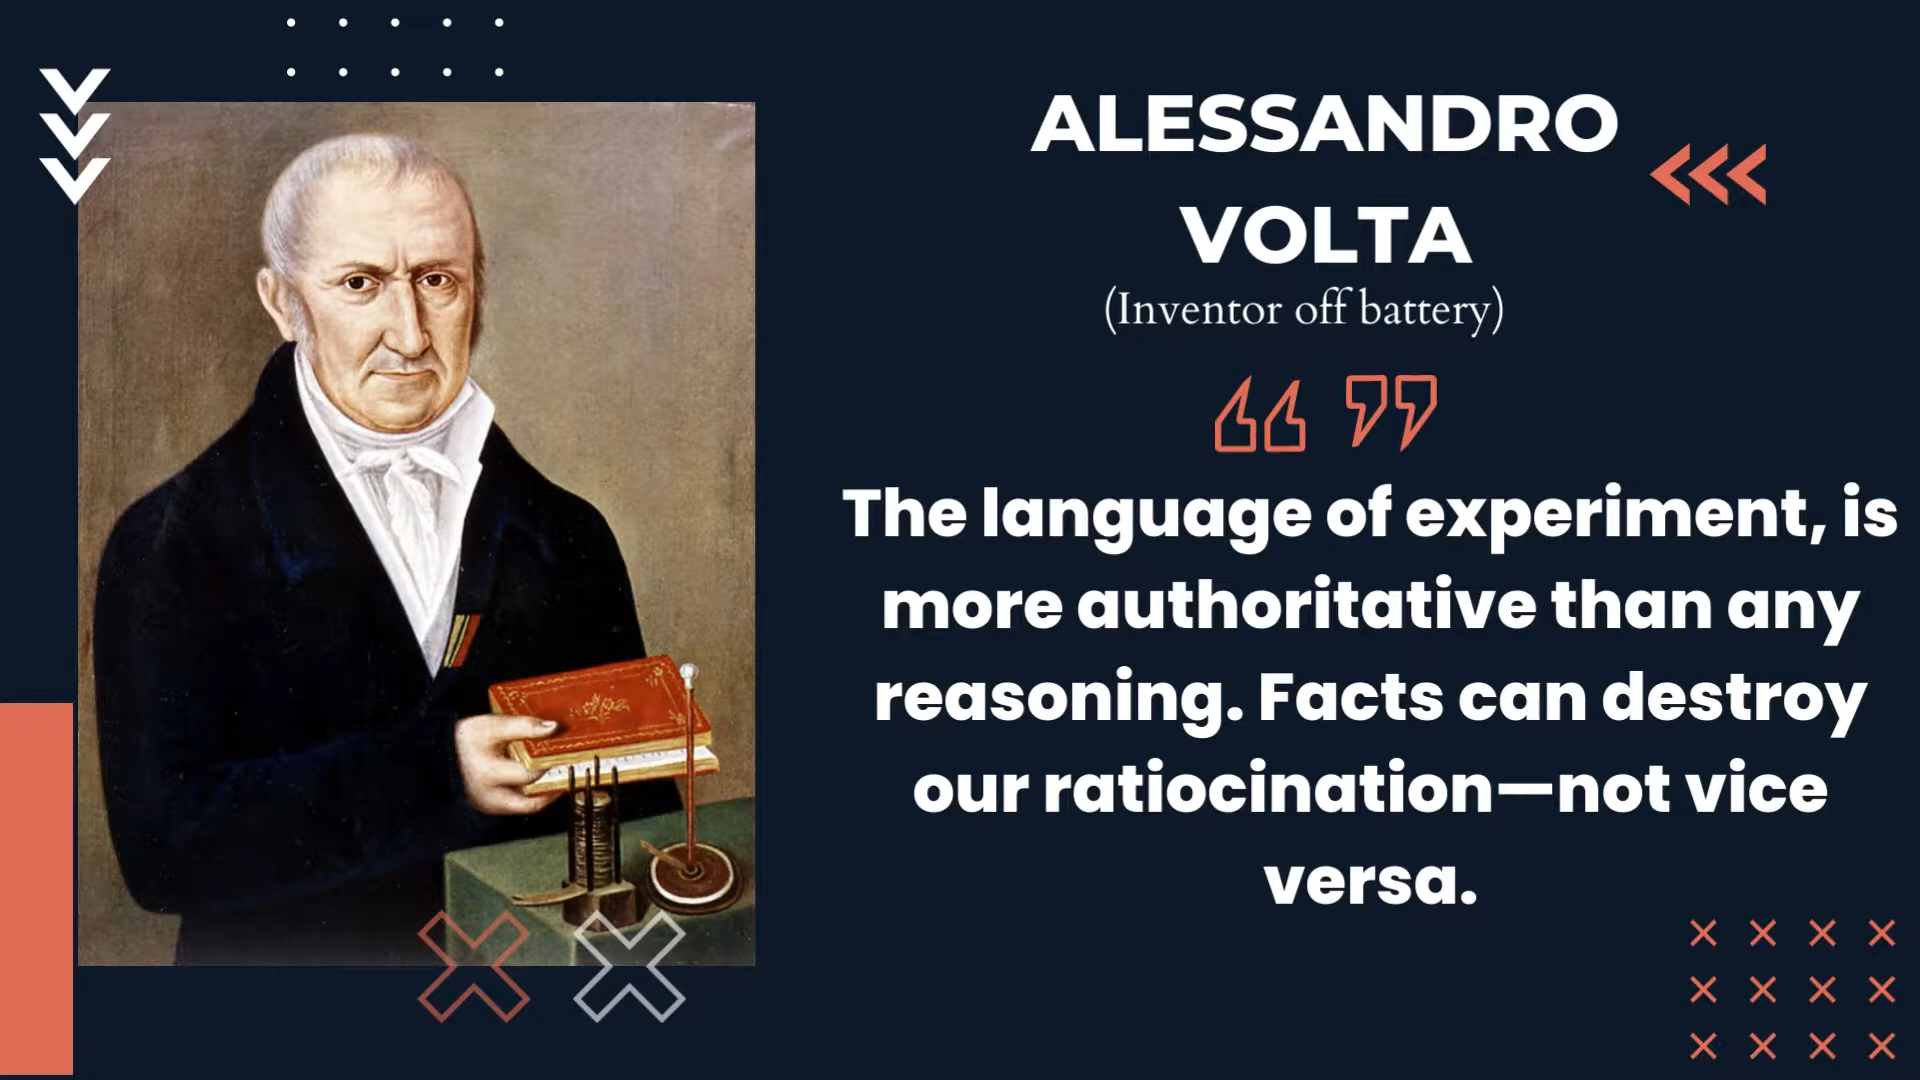 ALESSANDRO
VOLTA
(Inventor off battery)
The language of experiment, is
more authoritative than any
reasoning. Facts can destroy
our ratiocination—not vice
versa.